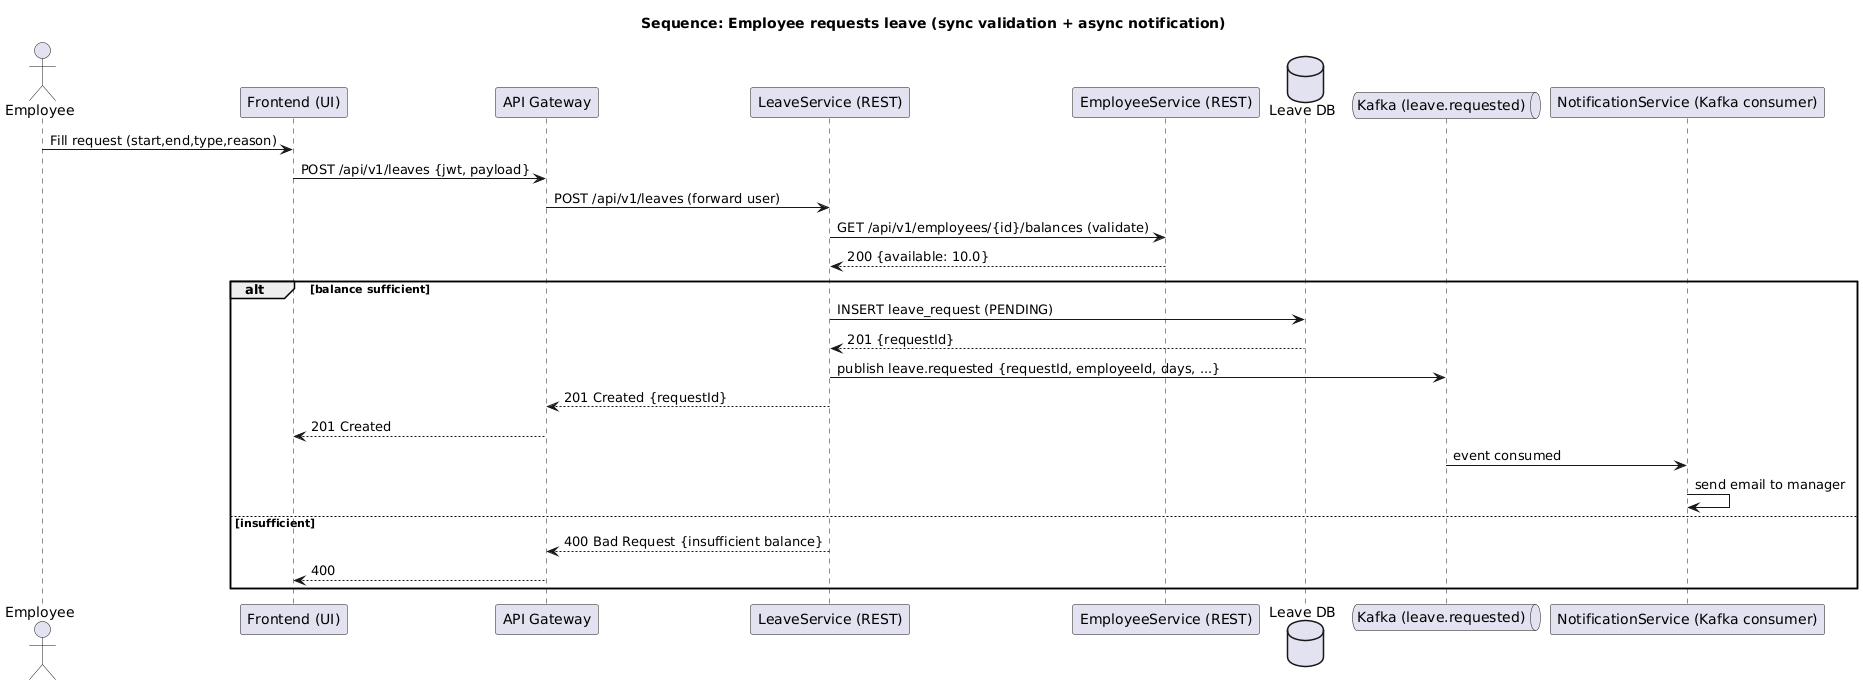 Sequence: Employee requests leave (sync validation + async notification)
Employee
Frontend (UI)
API Gateway
LeaveService (REST)
EmployeeService (REST)
Leave DB
Kafka (leave.requested)
NotificationService (Kafka consumer)
Fill request (start,end,type,reason)
POST /api/v1/leaves {jwt, payload}
POST /api/v1/leaves (forward user)
GET /api/v1/employees/{id}/balances (validate)
200 {available: 10.0}
alt
[balance sufficient]
INSERT leave_request (PENDING)
201 {requestId}
publish leave.requested {requestId, employeeId, days, ...}
201 Created {requestId}
201 Created
event consumed
send email to manager
[insufficient]
400 Bad Request {insufficient balance}
400
Employee
Frontend (UI)
API Gateway
LeaveService (REST)
EmployeeService (REST)
Leave DB
Kafka (leave.requested)
NotificationService (Kafka consumer)